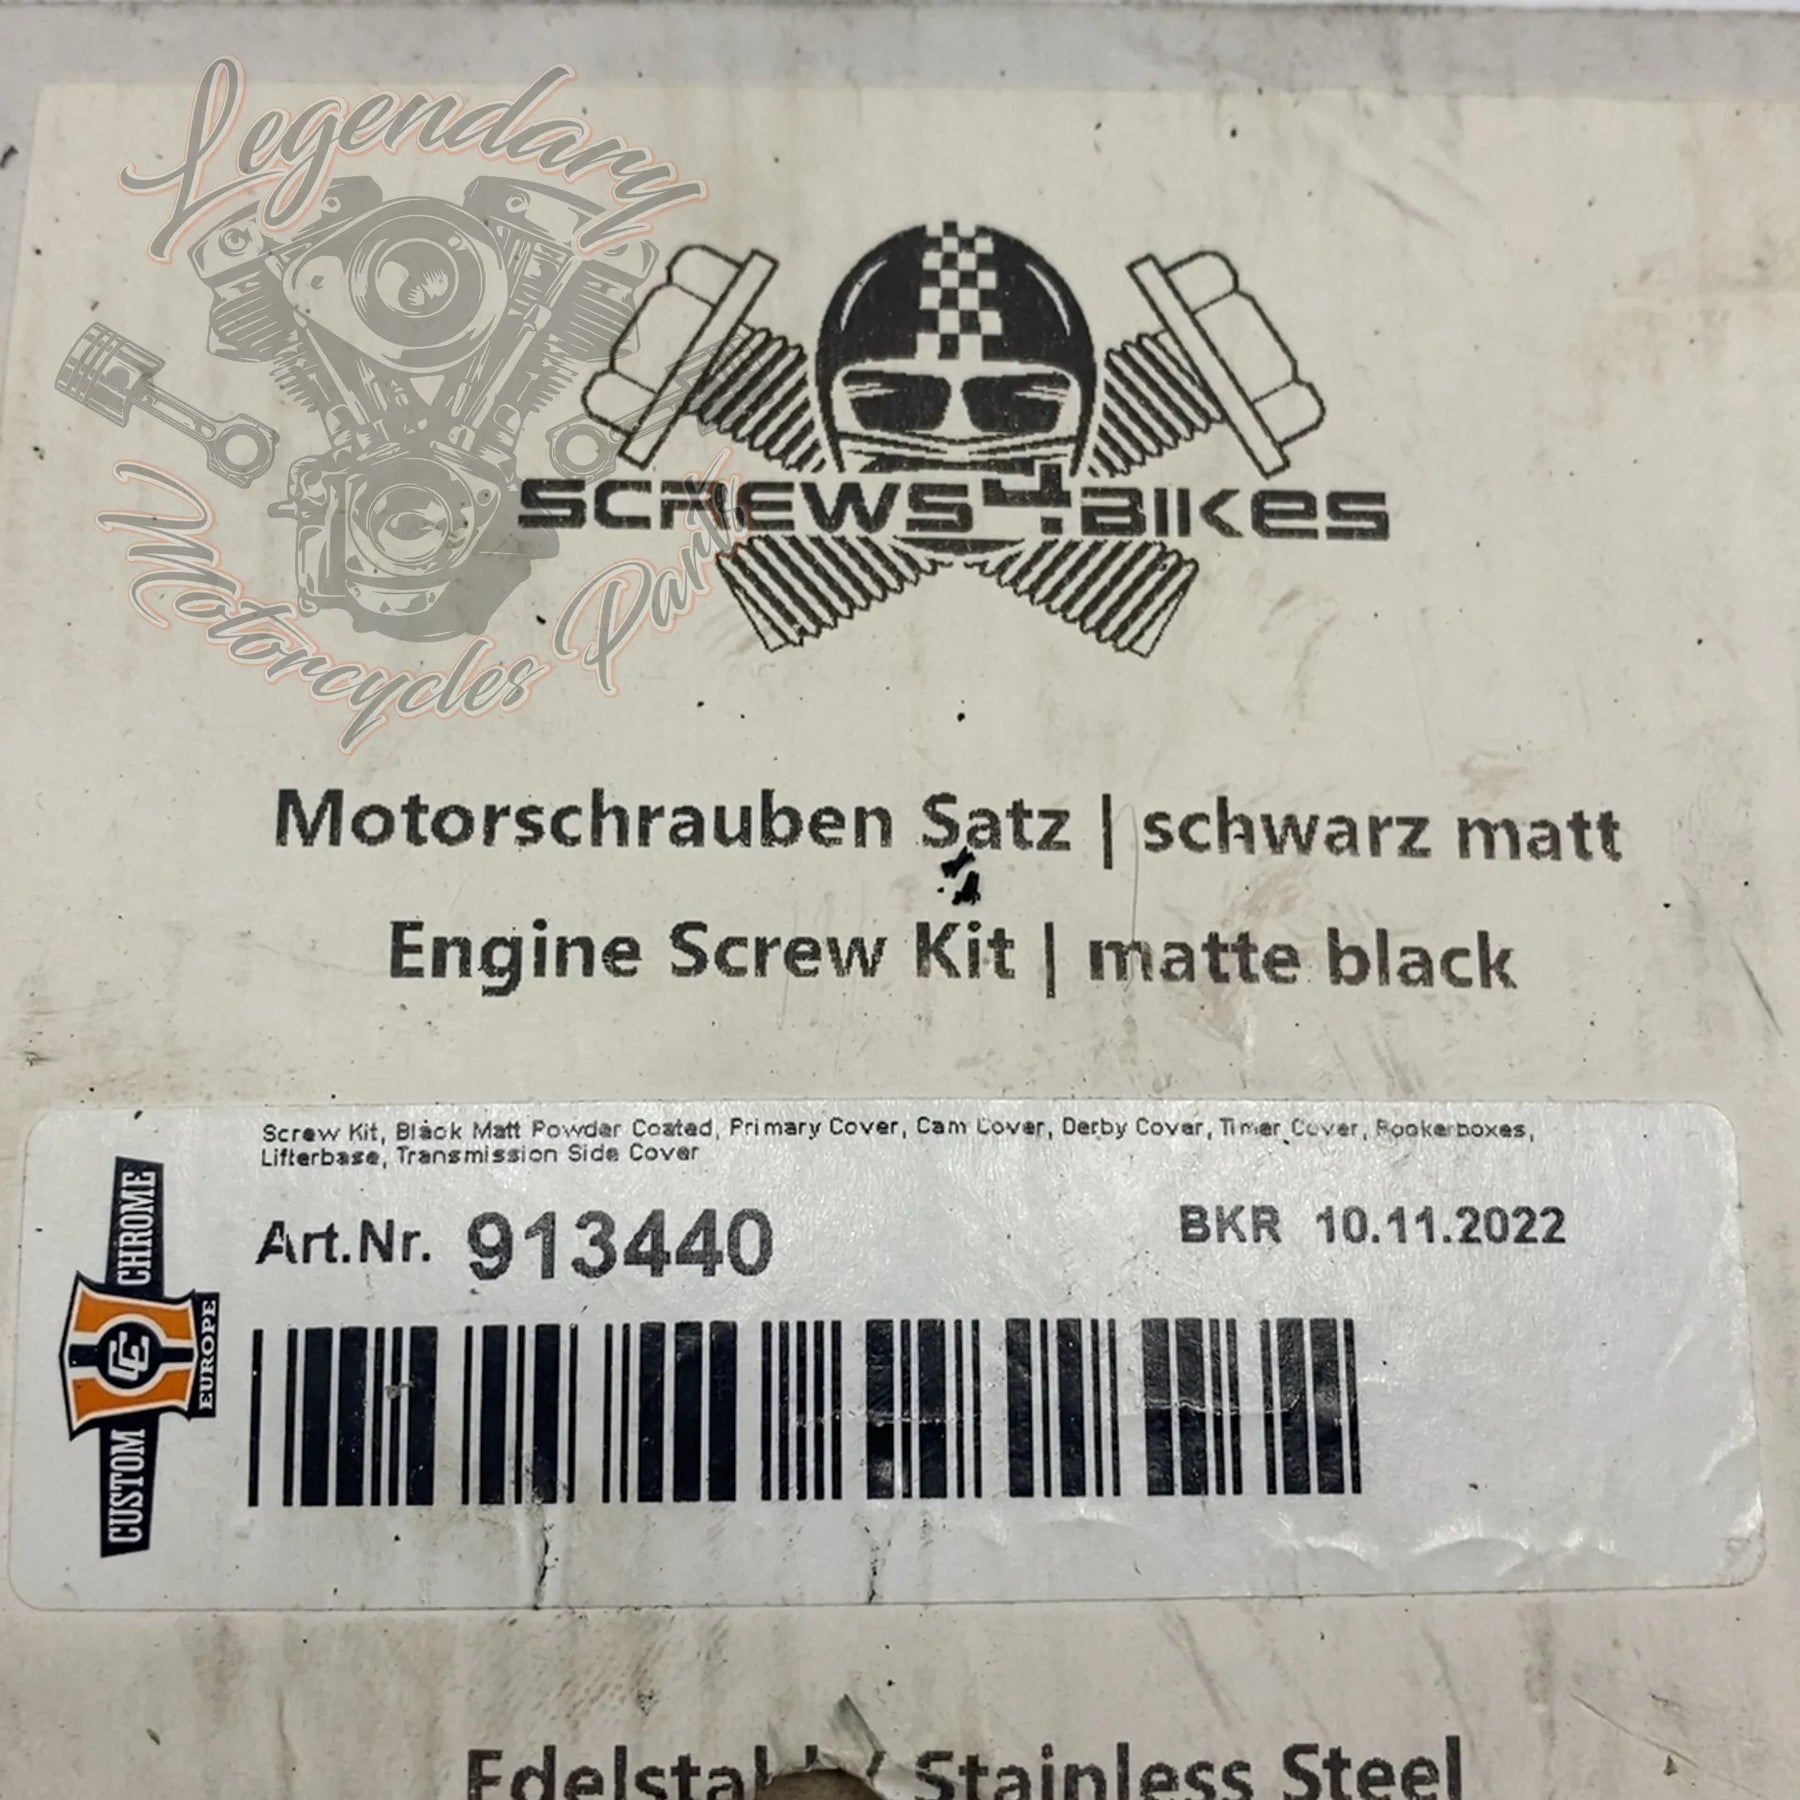 Legendary
Motorcycles Parts
SCREWS4BIKES
Motorschrauben Satz | schwarz matt
Engine Screw Kit | matte black
Screw Kit, Black Matt Powder Coated, Primary Cover, Cam Cover, Derby Cover, Timer Cover, Rockerboxes,
Lifterbase, Transmission Side Cover
Art.Nr. 913440
BKR 10.11.2022
CUSTOM CHROME
EUROPE
CCE
Edelstahl / Stainless Steel